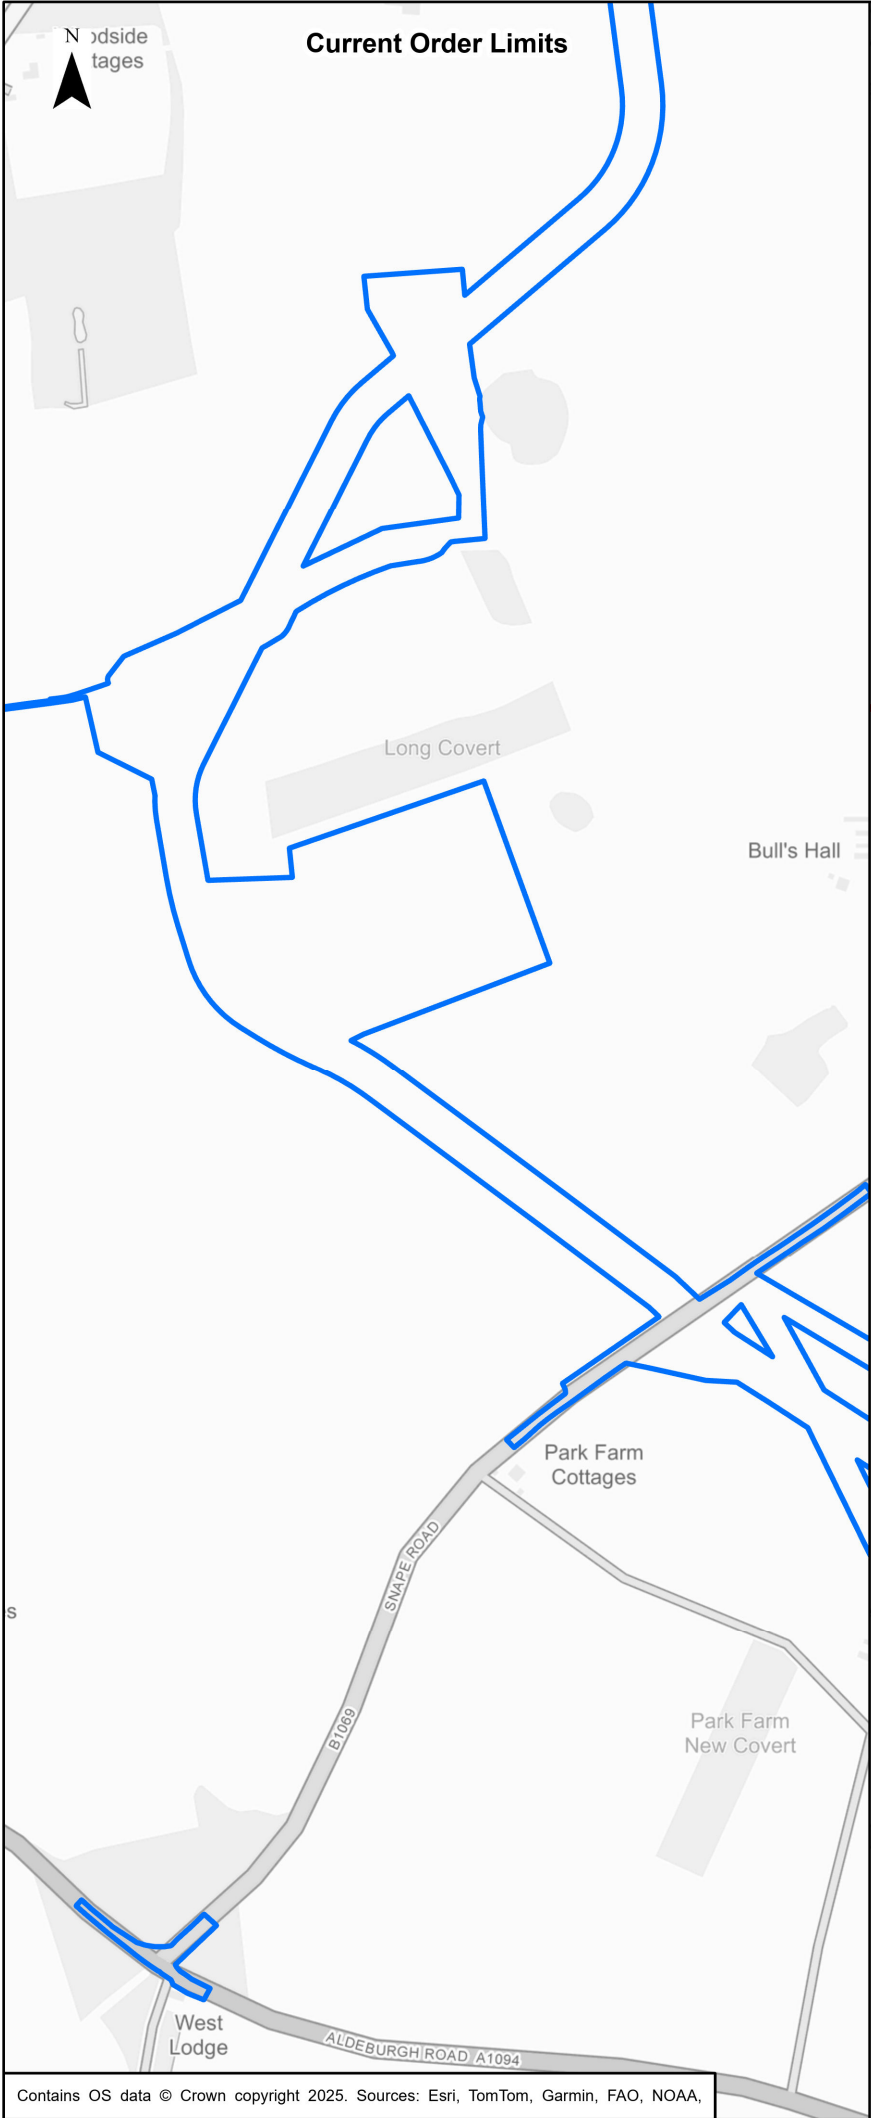 Current Order Limits
N
odside
tages
Long Covert
Bull's Hall
Park Farm
Cottages
SNAPE ROAD
s
B1069
Park Farm
New Covert
West
Lodge
ALDEBURGH ROAD A1094
Contains OS data © Crown copyright 2025. Sources: Esri, TomTom, Garmin, FAO, NOAA,